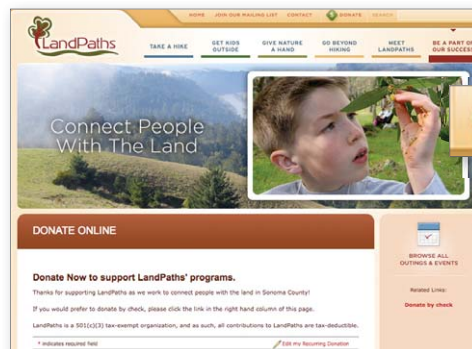 HOME JOIN OUR MAILING LIST CONTACT DONATE SEARCH
LandPaths
TAKE A HIKE
GET KIDS
OUTSIDE
GIVE NATURE
A HAND
GO BEYOND
HIKING
MEET
LANDPATHS
BE A PART OF
OUR SUCCESS
Connect People
With The Land
DONATE ONLINE
BROWSE ALL
OUTINGS & EVENTS
Related Links:
Donate by check
Donate Now to support LandPaths' programs.
Thanks for supporting LandPaths as we work to connect people with the land in Sonoma County!
If you would prefer to donate by check, please click the link in the right hand column of this page.
LandPaths is a 501(c)(3) tax-exempt organization, and as such, all contributions to LandPaths are tax-deductible.
* indicates required field
Edit my Recurring Donation